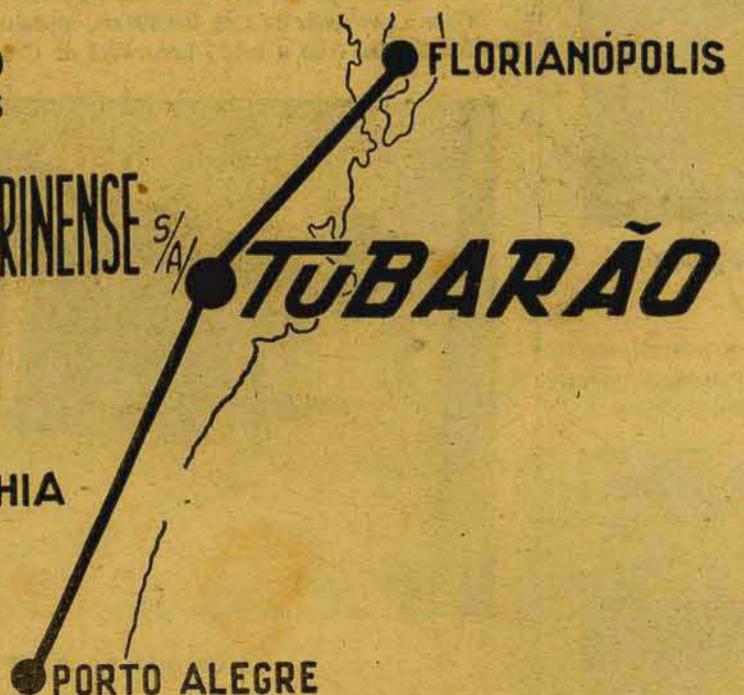 FLORIANÓPOLIS
RINENSE S/A/
TUBARÃO
HIA
PORTO ALEGRE